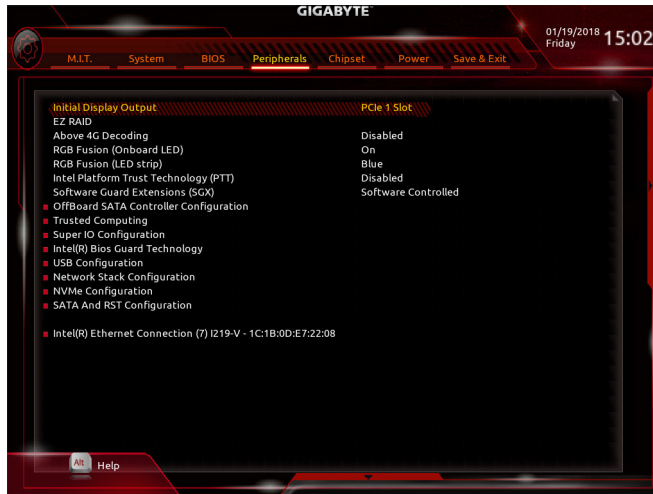 GIGABYTE™
01/19/2018 15:02
Friday
M.I.T. System BIOS Peripherals Chipset Power Save & Exit
Initial Display Output PCIe 1 Slot
EZ RAID
Above 4G Decoding Disabled
RGB Fusion (Onboard LED) On
RGB Fusion (LED strip) Blue
Intel Platform Trust Technology (PTT) Disabled
Software Guard Extensions (SGX) Software Controlled
OffBoard SATA Controller Configuration
Trusted Computing
Super IO Configuration
Intel(R) Bios Guard Technology
USB Configuration
Network Stack Configuration
NVMe Configuration
SATA And RST Configuration
Intel(R) Ethernet Connection (7) I219-V - 1C:1B:0D:E7:22:08
Alt Help